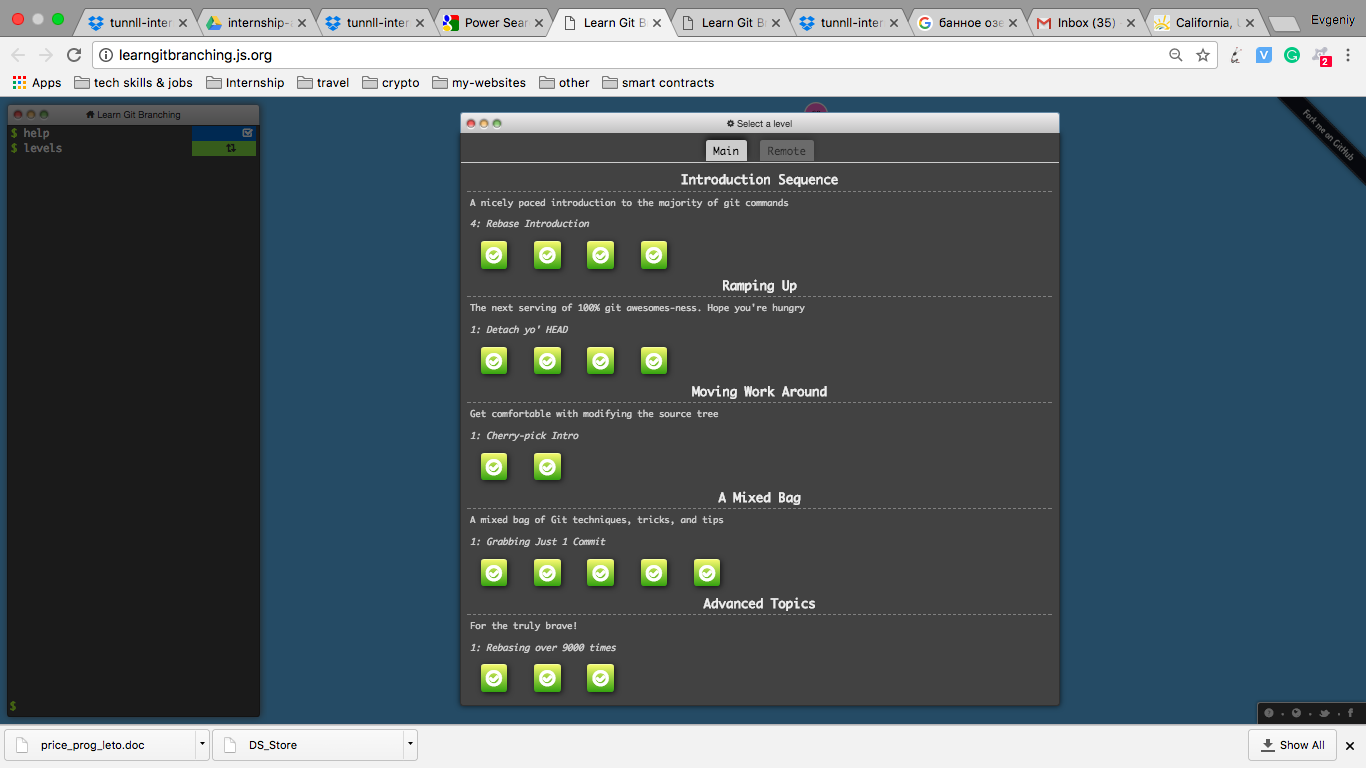 tunnll-inter
internship-
tunnll-inter
Power Sear
Learn Git B
Learn Git B
tunnll-inter
банное озе
Inbox (35)
California, U
Evgeniy
learngitbranching.js.org
2
Apps
tech skills & jobs
Internship
travel
crypto
my-websites
other
smart contracts
Learn Git Branching
$ help
$ levels
$
Select a level
Main
Remote
Introduction Sequence
A nicely paced introduction to the majority of git commands
4: Rebase Introduction
Ramping Up
The next serving of 100% git awesomes-ness. Hope you're hungry
1: Detach yo' HEAD
Moving Work Around
Get comfortable with modifying the source tree
1: Cherry-pick Intro
A Mixed Bag
A mixed bag of Git techniques, tricks, and tips
1: Grabbing Just 1 Commit
Advanced Topics
For the truly brave!
1: Rebasing over 9000 times
Fork me on GitHub
price_prog_leto.doc
DS_Store
Show All